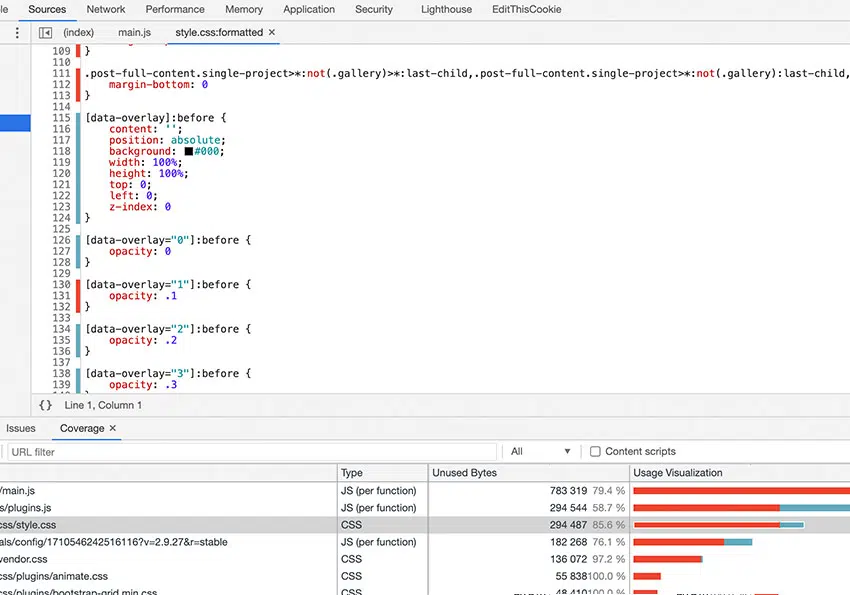 le Sources Network Performance Memory Application Security Lighthouse EditThisCookie
(index) main.js style.css:formatted ×
109 }
110
111 .post-full-content.single-project>*:not(.gallery)>*:last-child,.post-full-content.single-project>*:not(.gallery):last-child,
112 margin-bottom: 0
113 }
114
115 [data-overlay]:before {
116 content: '';
117 position: absolute;
118 background: #000;
119 width: 100%;
120 height: 100%;
121 top: 0;
122 left: 0;
123 z-index: 0
124 }
125
126 [data-overlay="0"]:before {
127 opacity: 0
128 }
129
130 [data-overlay="1"]:before {
131 opacity: .1
132 }
133
134 [data-overlay="2"]:before {
135 opacity: .2
136 }
137
138 [data-overlay="3"]:before {
139 opacity: .3
{} Line 1, Column 1
Issues Coverage ×
URL filter All ▼ Content scripts
Type Unused Bytes Usage Visualization
/main.js JS (per function) 783 319 79.4 %
s/plugins.js JS (per function) 294 544 58.7 %
css/style.css CSS 294 487 85.6 %
als/config/1710546242516116?v=2.9.27&r=stable JS (per function) 182 268 76.1 %
vendor.css CSS 136 072 97.2 %
css/plugins/animate.css CSS 55 838 100.0 %
css/plugins/bootstrap-grid.min.css CSS 48 410 100.0 %